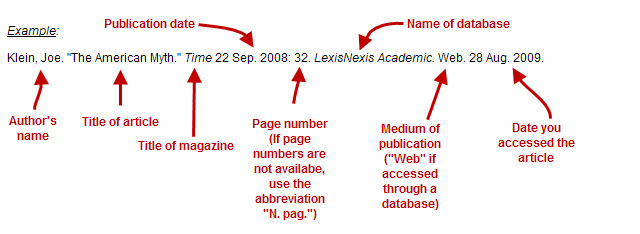 Publication date
Name of database
Example:
Klein, Joe. "The American Myth." Time 22 Sep. 2008: 32. LexisNexis Academic. Web. 28 Aug. 2009.
Author's
name
Title of article
Title of magazine
Page number
(If page
numbers are
not availabe,
use the
abbreviation
"N. pag.")
Medium of
publication
("Web" if
accessed
through a
database)
Date you
accessed the
article